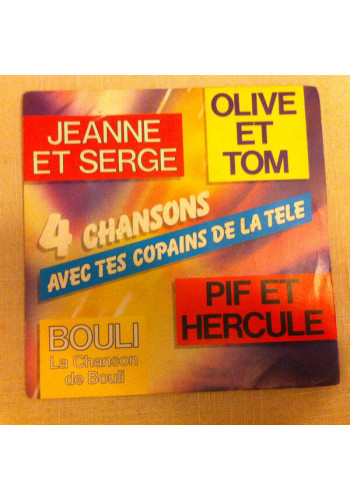 JEANNE
ET SERGE
OLIVE
ET
TOM
4 CHANSONS
AVEC TES COPAINS DE LA TELE
PIF ET
HERCULE
BOULI
La Chanson
de Bouli